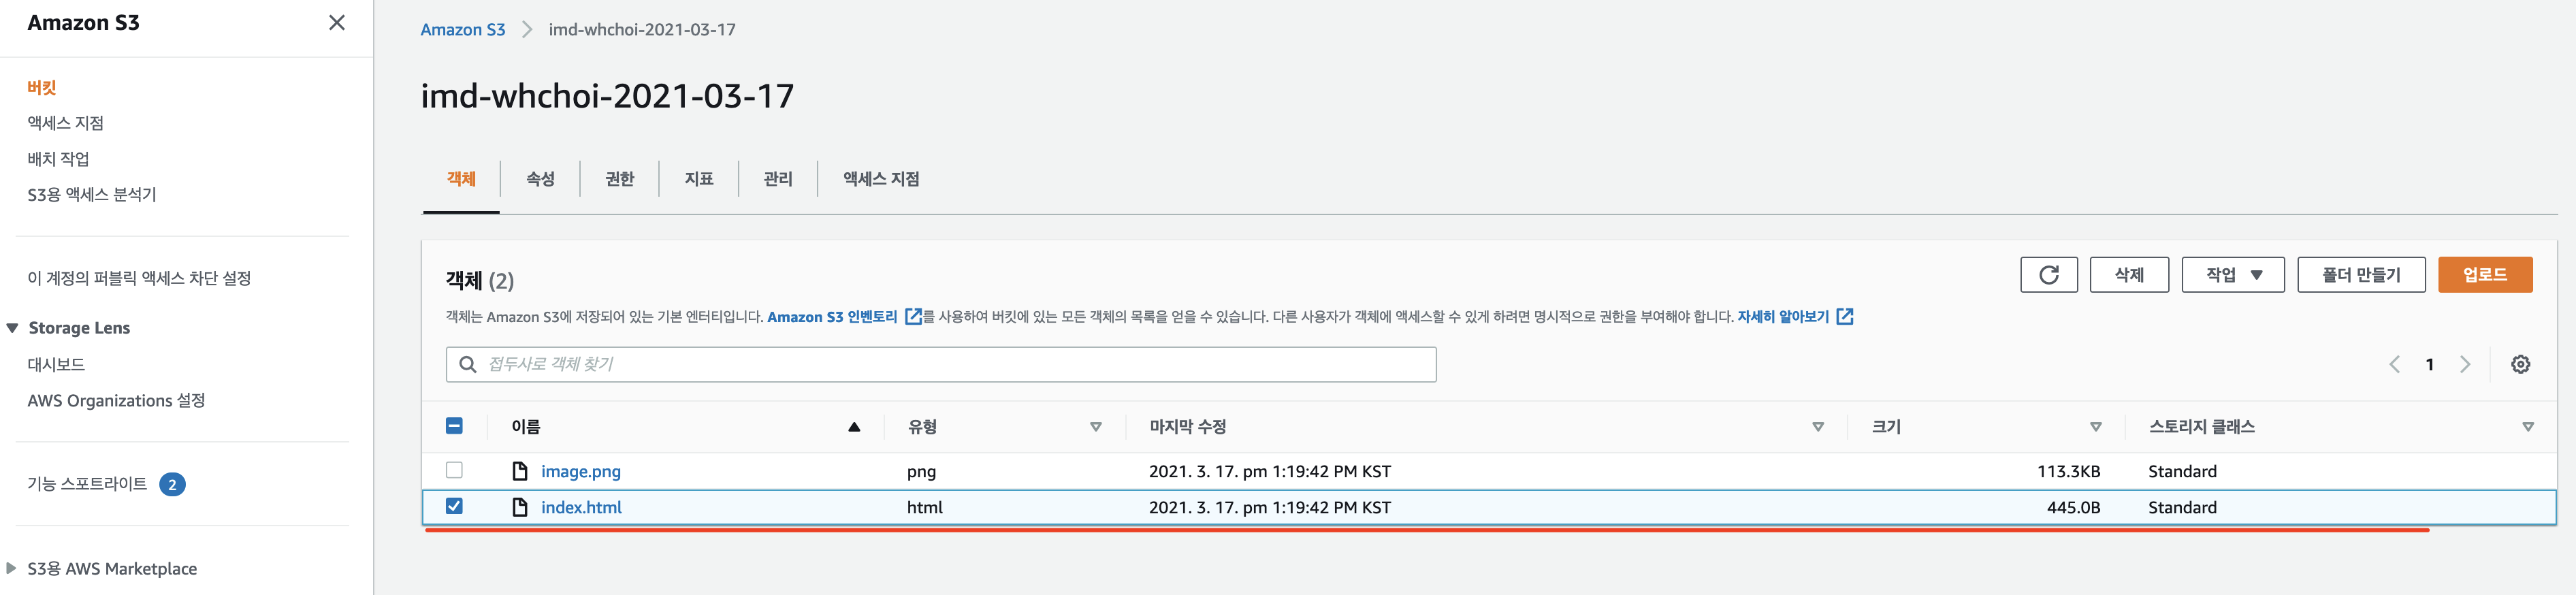 Amazon S3
버킷
액세스 지점
배치 작업
S3용 액세스 분석기
이 계정의 퍼블릭 액세스 차단 설정
Storage Lens
대시보드
AWS Organizations 설정
기능 스포트라이트 2
S3용 AWS Marketplace
Amazon S3 imd-whchoi-2021-03-17
imd-whchoi-2021-03-17
객체 속성 권한 지표 관리 액세스 지점
객체 (2)
삭제 작업 폴더 만들기 업로드
객체는 Amazon S3에 저장되어 있는 기본 엔터티입니다. Amazon S3 인벤토리 를 사용하여 버킷에 있는 모든 객체의 목록을 얻을 수 있습니다. 다른 사용자가 객체에 액세스할 수 있게 하려면 명시적으로 권한을 부여해야 합니다. 자세히 알아보기
접두사로 객체 찾기
1
이름 유형 마지막 수정 크기 스토리지 클래스
image.png png 2021. 3. 17. pm 1:19:42 PM KST 113.3KB Standard
index.html html 2021. 3. 17. pm 1:19:42 PM KST 445.0B Standard